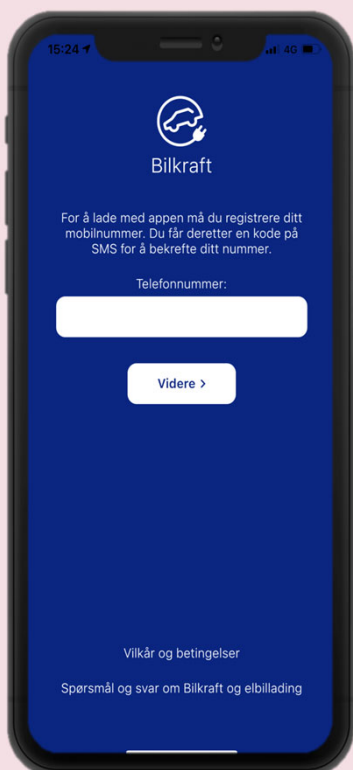 15:24
4G
Bilkraft
For å lade med appen må du registrere ditt
mobilnummer. Du får deretter en kode på
SMS for å bekrefte ditt nummer.
Telefonnummer:
Videre >
Vilkår og betingelser
Spørsmål og svar om Bilkraft og elbillading